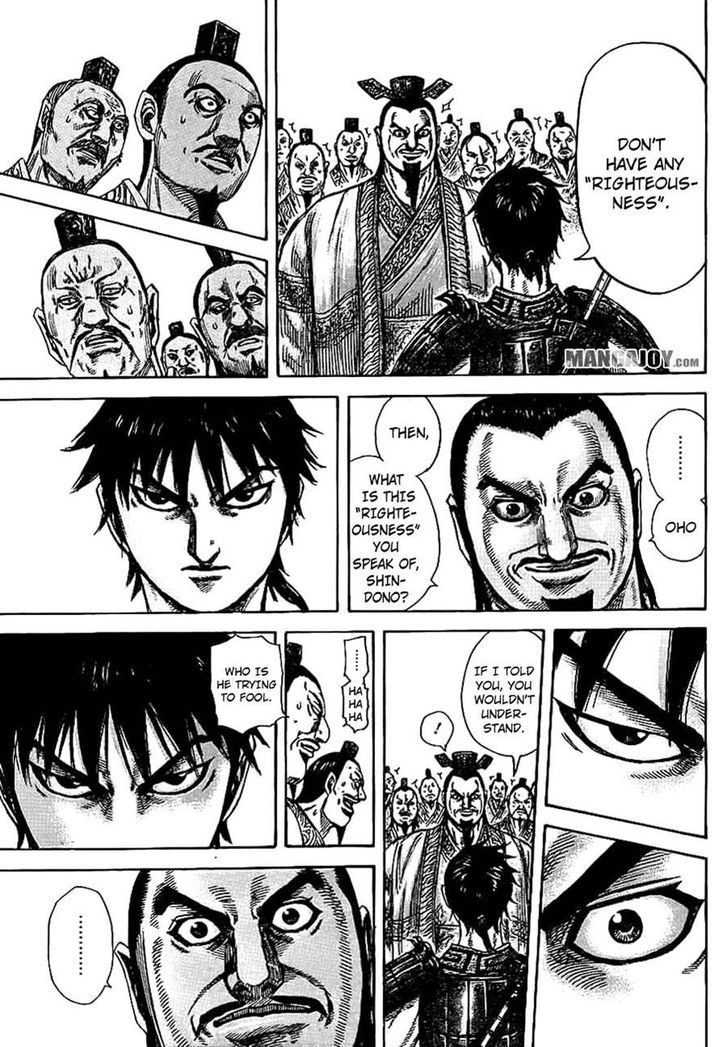 DON'T
HAVE ANY
"RIGHTEOUS-
NESS".
MANGAJOY.COM
........
OHO
THEN,
WHAT
IS THIS
"RIGHTE-
OUSNESS"
YOU
SPEAK OF,
SHIN-
DONO?
IF I TOLD
YOU, YOU
WOULDN'T
UNDER-
STAND.
!
......
HA
HA
HA
WHO IS
HE TRYING
TO FOOL.
........